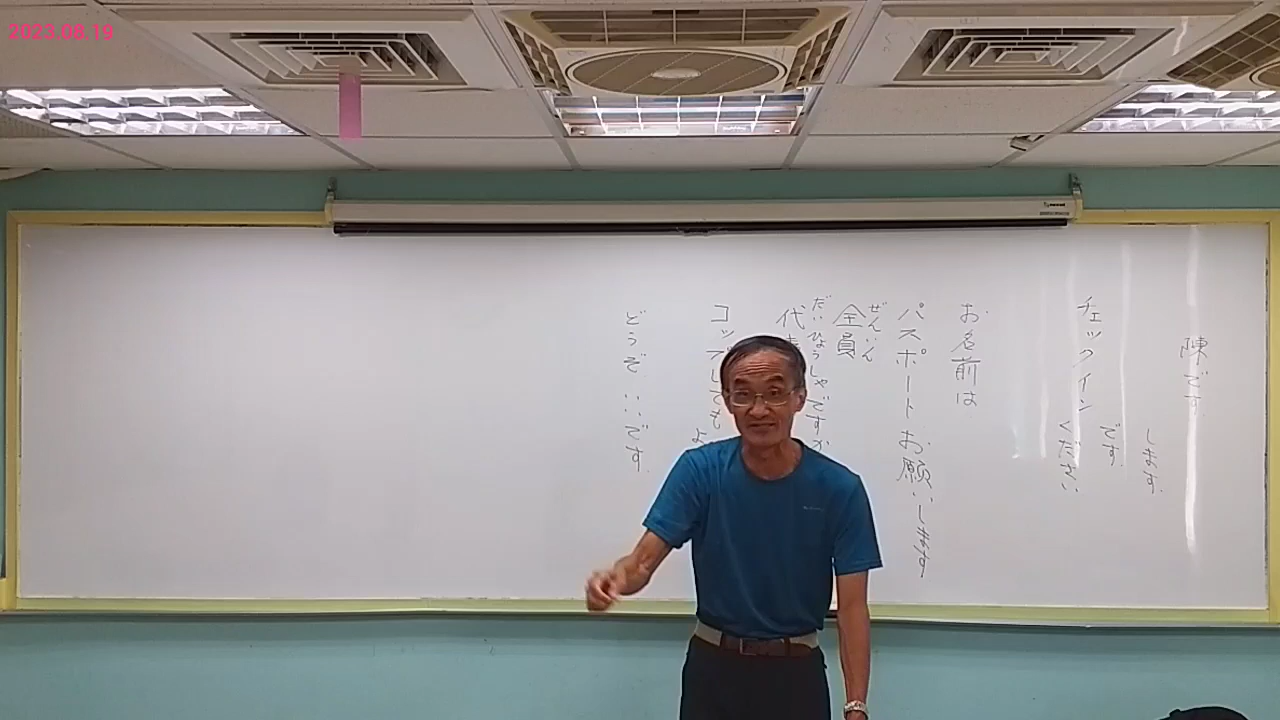 2023.08.19
陳です
します.
です.
チェックイン
ください.
お名前は
パスポートお願いします
ぜんいん
全員
だいひょうしゃですか
代
コップしても
よ
どうぞ いいです.